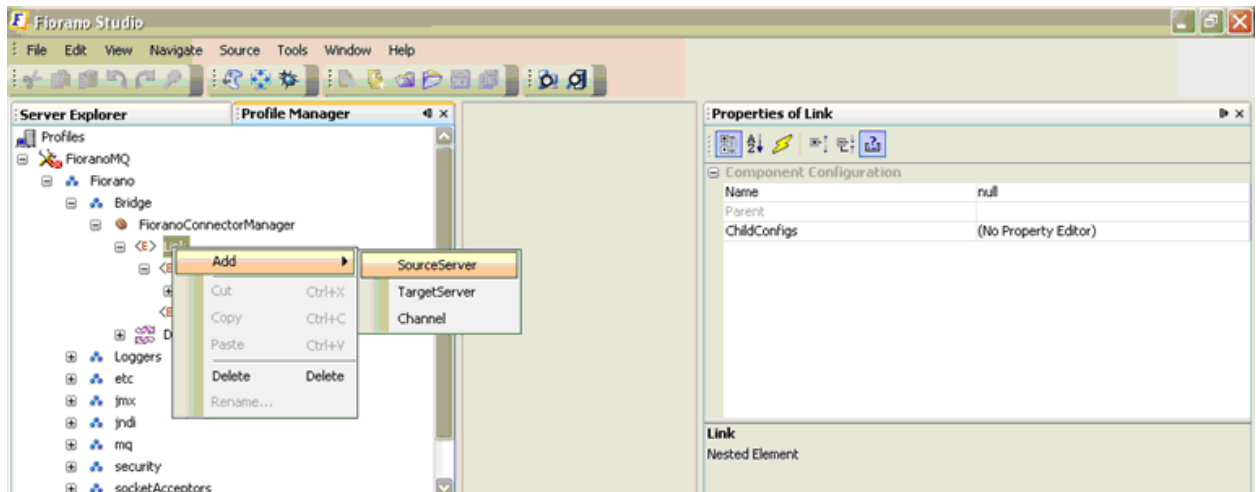 Fiorano Studio
File Edit View Navigate Source Tools Window Help
Server Explorer
Profile Manager
Profiles
FioranoMQ
Fiorano
Bridge
FioranoConnectorManager
<E> Link
<E
<E
D
Loggers
etc
jmx
jndi
mq
security
socketAcceptors
Add
Cut Ctrl+X
Copy Ctrl+C
Paste Ctrl+V
Delete Delete
Rename...
SourceServer
TargetServer
Channel
Properties of Link
Component Configuration
Name null
Parent
ChildConfigs (No Property Editor)
Link
Nested Element